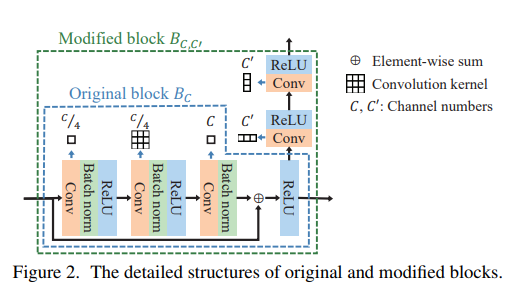 Modified block B_{C,C'}
C' ReLU
Conv
Original block B_C
C/4
C/4
C
C' ReLU
Conv
Conv
Batch norm
ReLU
Conv
Batch norm
ReLU
Conv
Batch norm
ReLU
⊕ Element-wise sum
Convolution kernel
C, C': Channel numbers
Figure 2. The detailed structures of original and modified blocks.